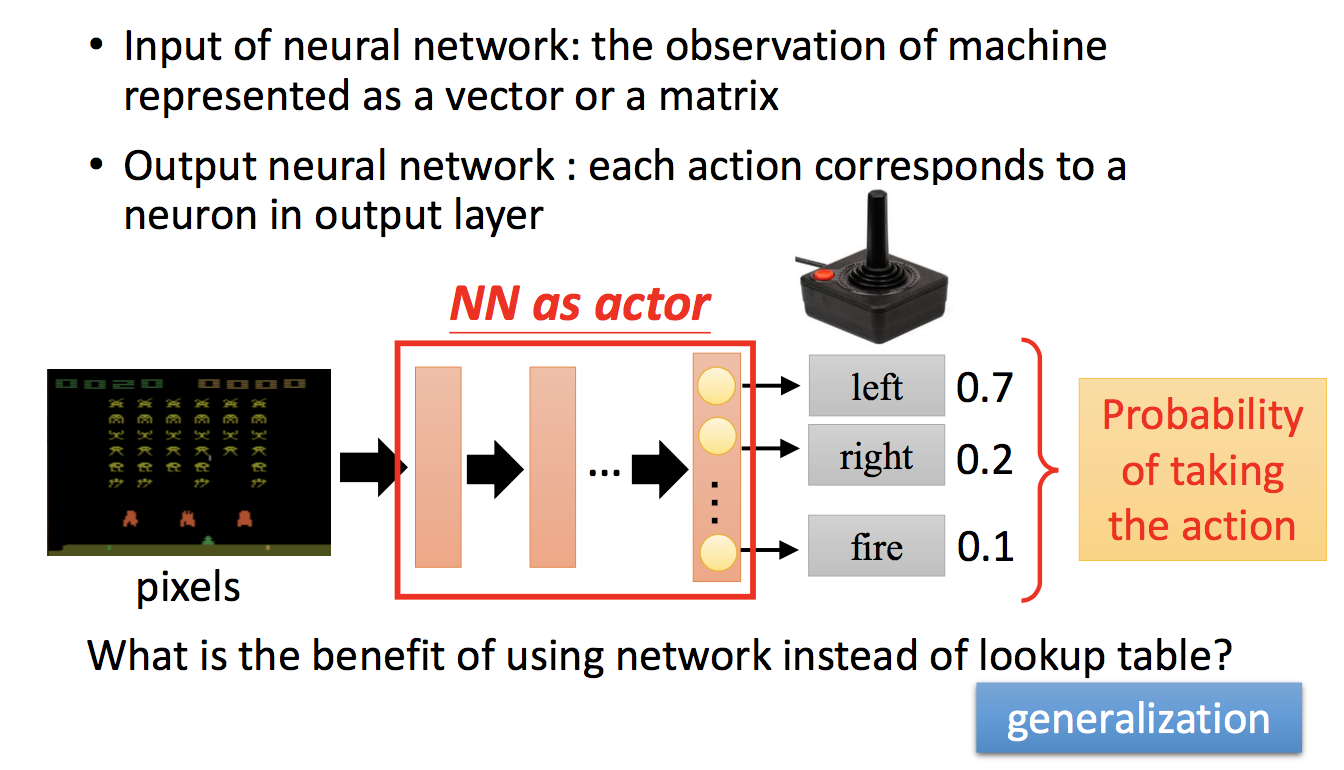 • Input of neural network: the observation of machine
represented as a vector or a matrix
• Output neural network : each action corresponds to a
neuron in output layer
NN as actor
0020 0000
pixels
...
left 0.7
right 0.2
fire 0.1
Probability
of taking
the action
What is the benefit of using network instead of lookup table?
generalization